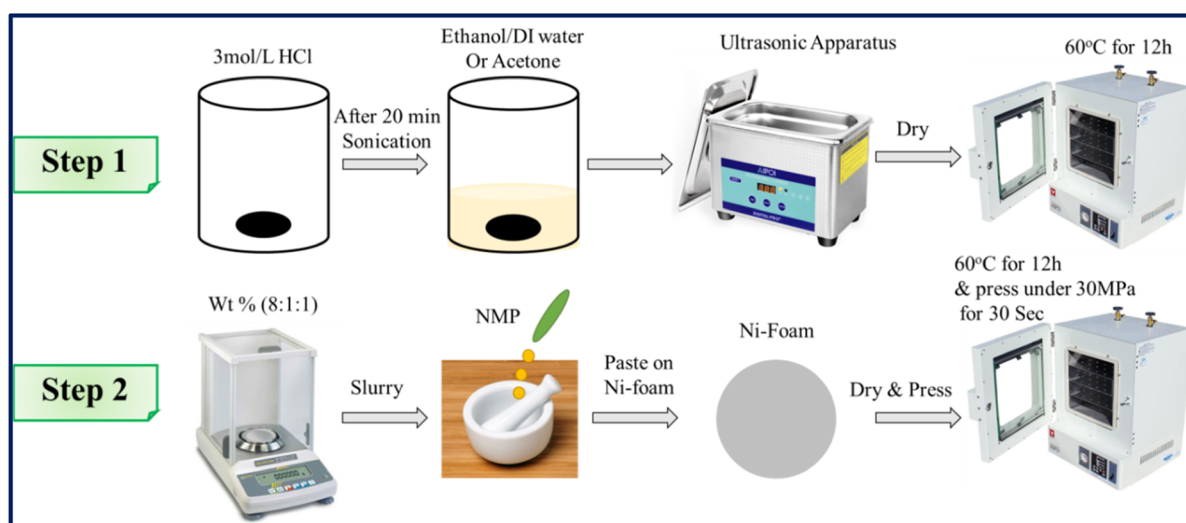 3mol/L HCl
Ethanol/DI water
Or Acetone
Ultrasonic Apparatus
60°C for 12h
Step 1
After 20 min
Sonication
Dry
Wt % (8:1:1)
NMP
Ni-Foam
60°C for 12h
& press under 30MPa
for 30 Sec
Step 2
Slurry
Paste on
Ni-foam
Dry & Press